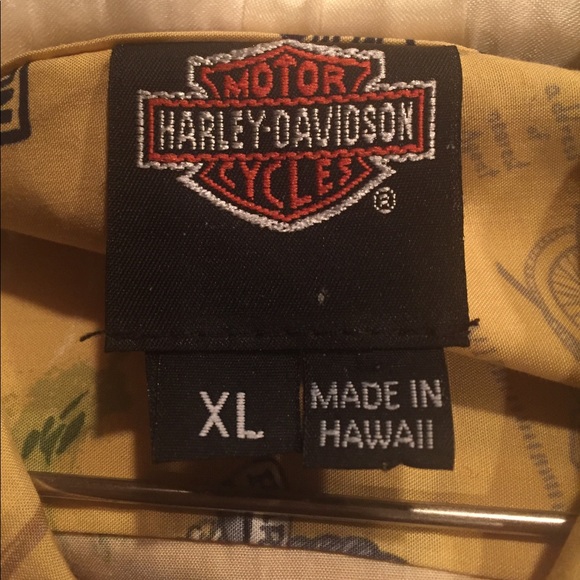 MOTOR
HARLEY-DAVIDSON
CYCLES
®
XL
MADE IN
HAWAII